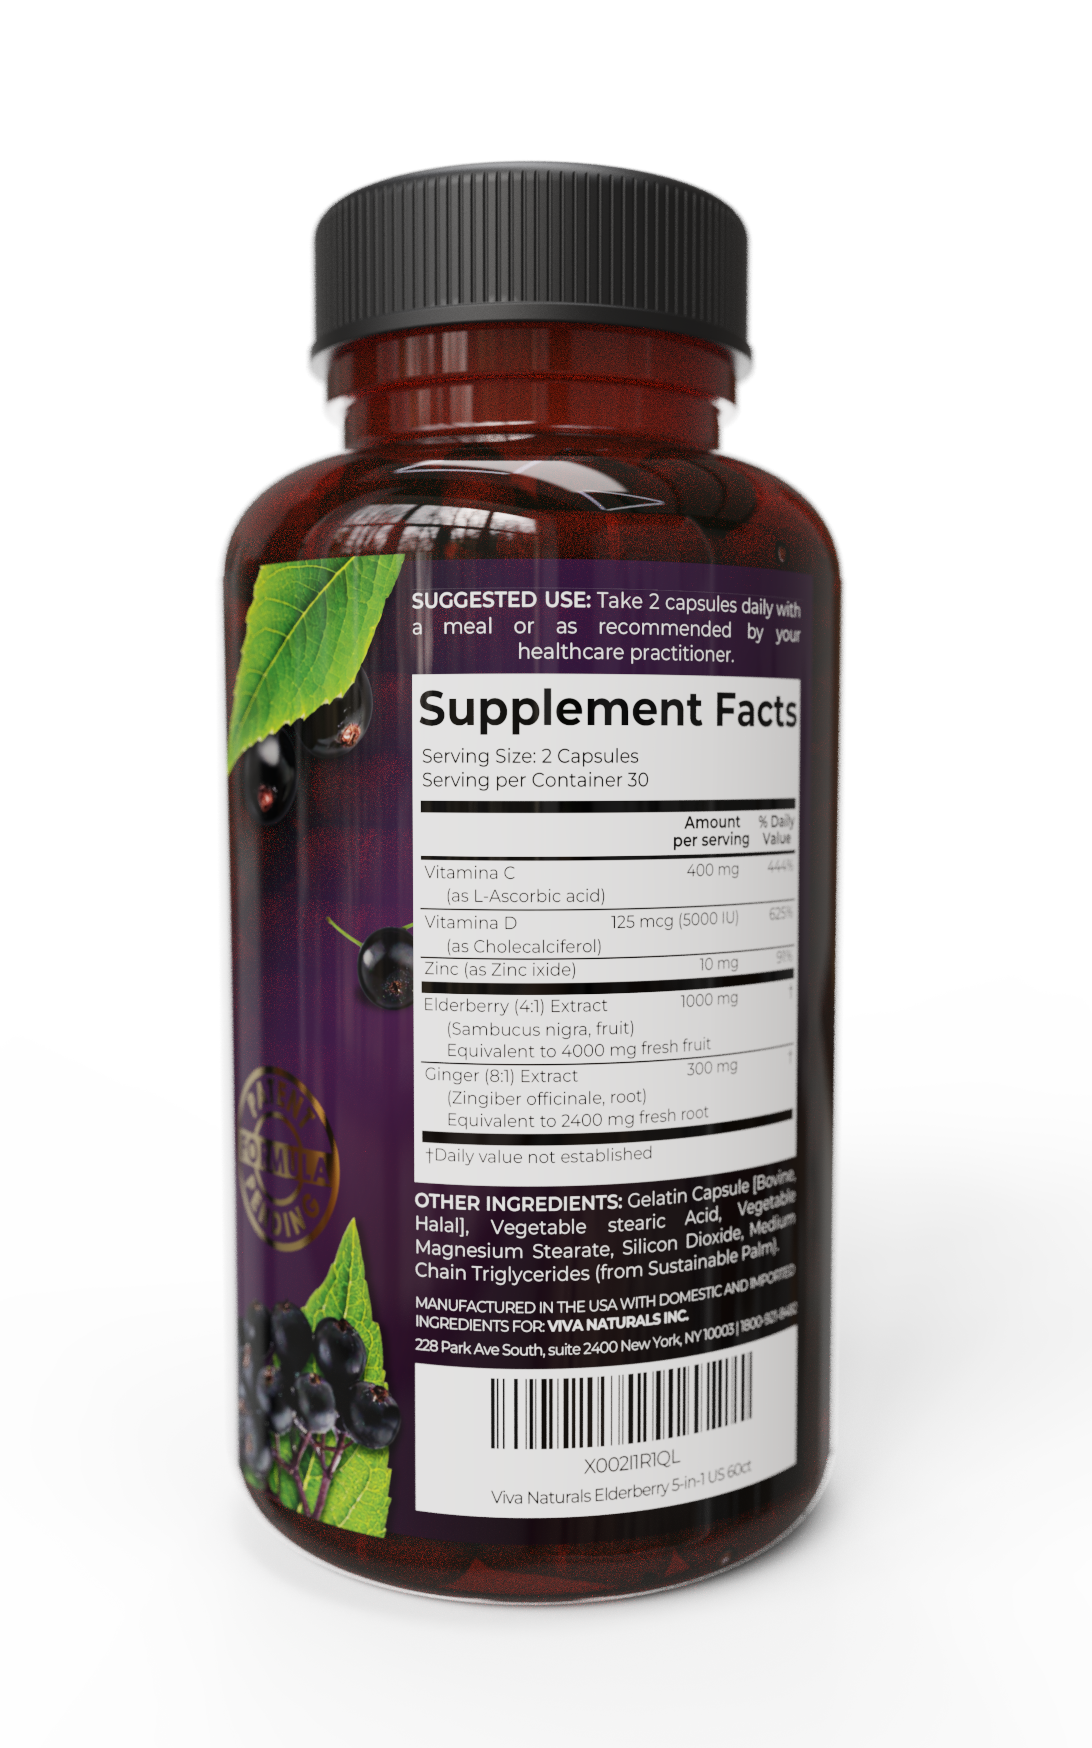 SUGGESTED USE: Take 2 capsules daily with
a meal or as recommended by your
healthcare practitioner.
Supplement Facts
Serving Size: 2 Capsules
Serving per Container 30
Amount per serving
% Daily Value
Vitamina C 400 mg 444%
(as L-Ascorbic acid)
Vitamina D 125 mcg (5000 IU) 625%
(as Cholecalciferol)
Zinc (as Zinc ixide) 10 mg 91%
Elderberry (4:1) Extract 1000 mg †
(Sambucus nigra, fruit)
Equivalent to 4000 mg fresh fruit
Ginger (8:1) Extract 300 mg †
(Zingiber officinale, root)
Equivalent to 2400 mg fresh root
†Daily value not established
OTHER INGREDIENTS: Gelatin Capsule [Bovine,
Halal], Vegetable stearic Acid, Vegetable
Magnesium Stearate, Silicon Dioxide, Medium
Chain Triglycerides (from Sustainable Palm).
MANUFACTURED IN THE USA WITH DOMESTIC AND IMPORTED
INGREDIENTS FOR: VIVA NATURALS INC.
228 Park Ave South, suite 2400 New York, NY 10003 | 1800-921-8482
X002I1R1QL
Viva Naturals Elderberry 5-in-1 US 60ct
PATENT
FORMULA